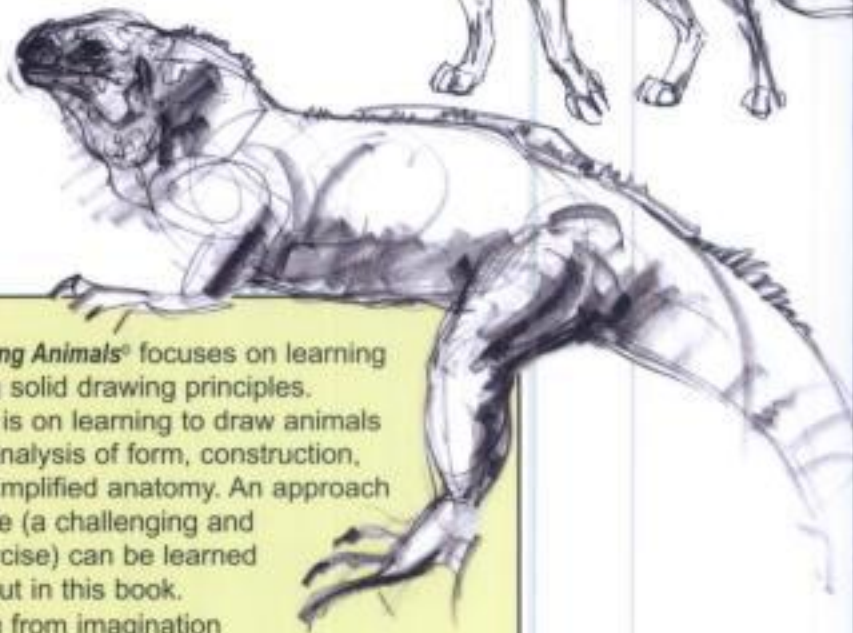 ng Animals® focuses on learning
solid drawing principles.
is on learning to draw animals
nalysis of form, construction,
mplified anatomy. An approach
e (a challenging and
rcise) can be learned
ut in this book.
from imagination